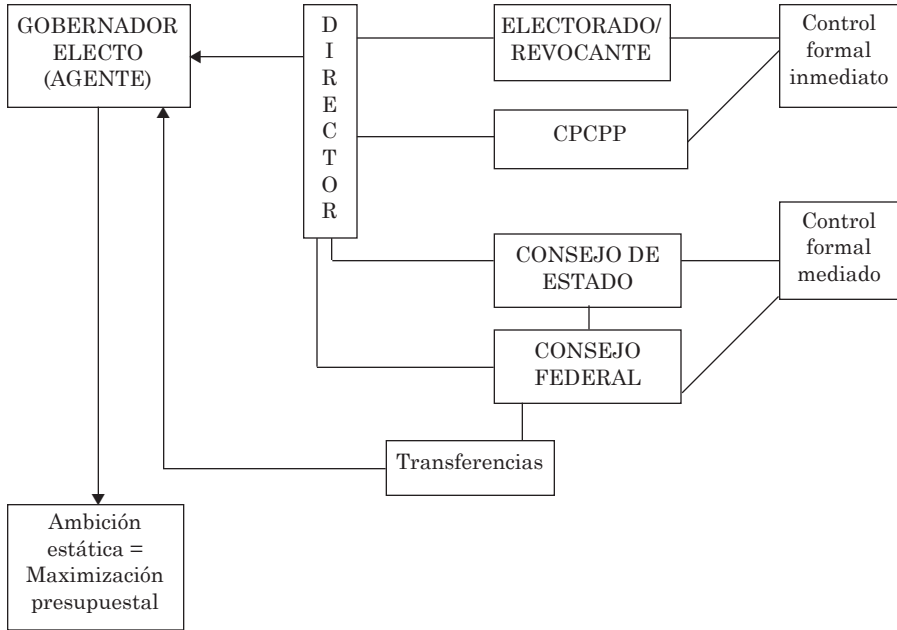 GOBERNADOR
ELECTO
(AGENTE)
D
I
R
E
C
T
O
R
ELECTORADO/
REVOCANTE
Control
formal
inmediato
CPCPP
CONSEJO DE
ESTADO
Control
formal
mediado
CONSEJO
FEDERAL
Transferencias
Ambición
estática =
Maximización
presupuestal